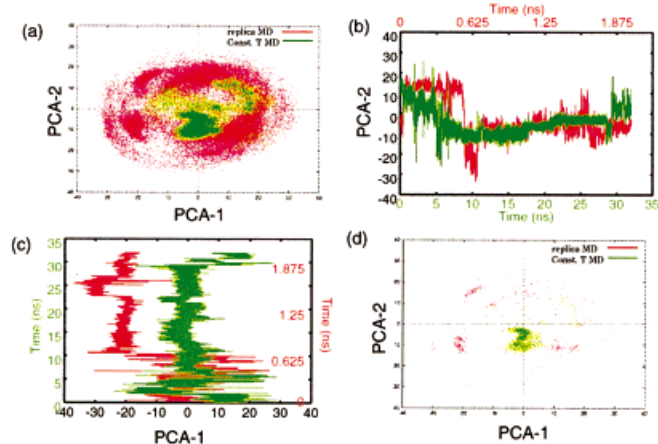 (a)
replica MD
Const. T MD
PCA-2
PCA-1
(b)
Time (ns)
0 0.625 1.25 1.875
PCA-2
40
30
20
10
0
-10
-20
-30
-40
0 5 10 15 20 25 30 35
Time (ns)
(c)
Time (ns)
35
30
25
20
15
10
5
0
1.875
1.25
0.625
0
Time (ns)
-40 -30 -20 -10 0 10 20 30 40
PCA-1
(d)
replica MD
Const. T MD
PCA-2
PCA-1